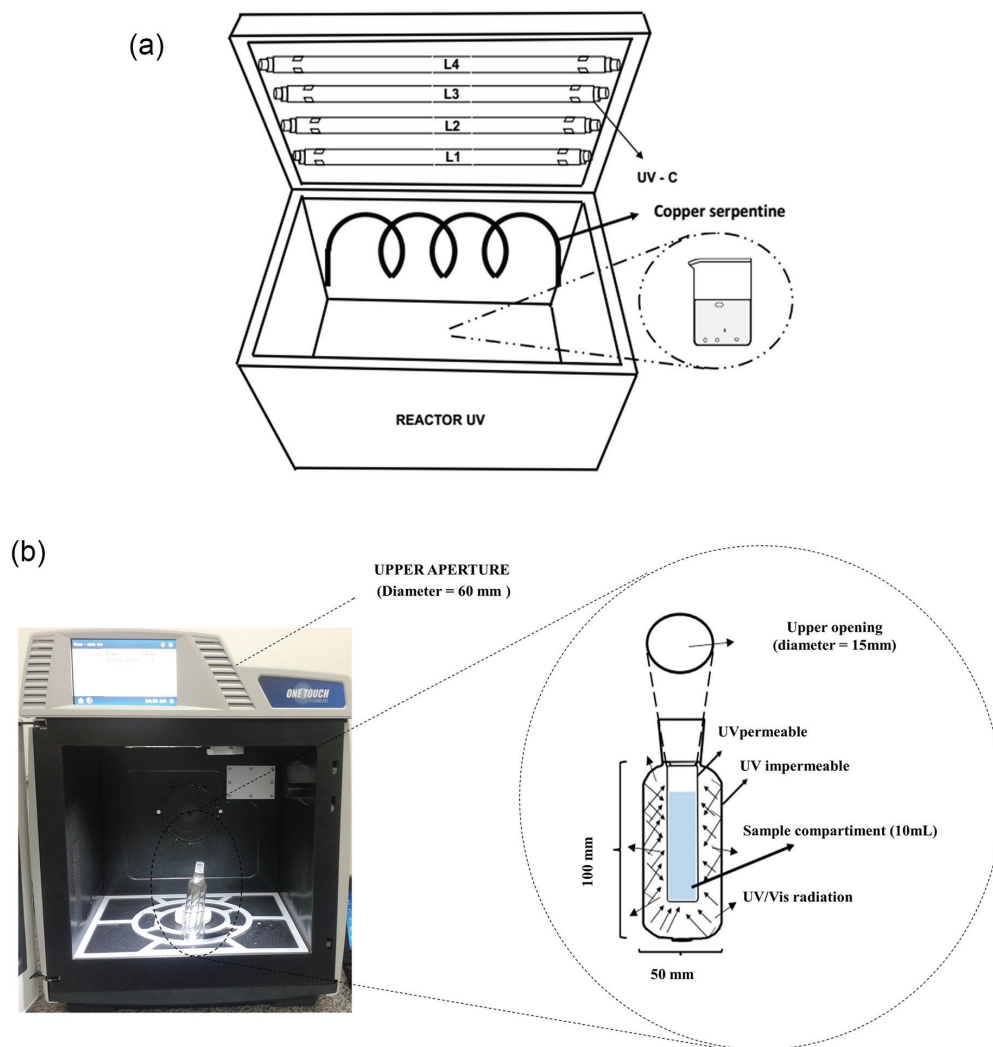 (a)
L4
L3
L2
L1
UV - C
Copper serpentine
REACTOR UV
(b)
UPPER APERTURE
(Diameter = 60 mm )
ONE TOUCH
TECHNOLOGY
Upper opening
(diameter = 15mm)
UVpermeable
UV impermeable
Sample compartiment (10mL)
UV/Vis radiation
100 mm
50 mm